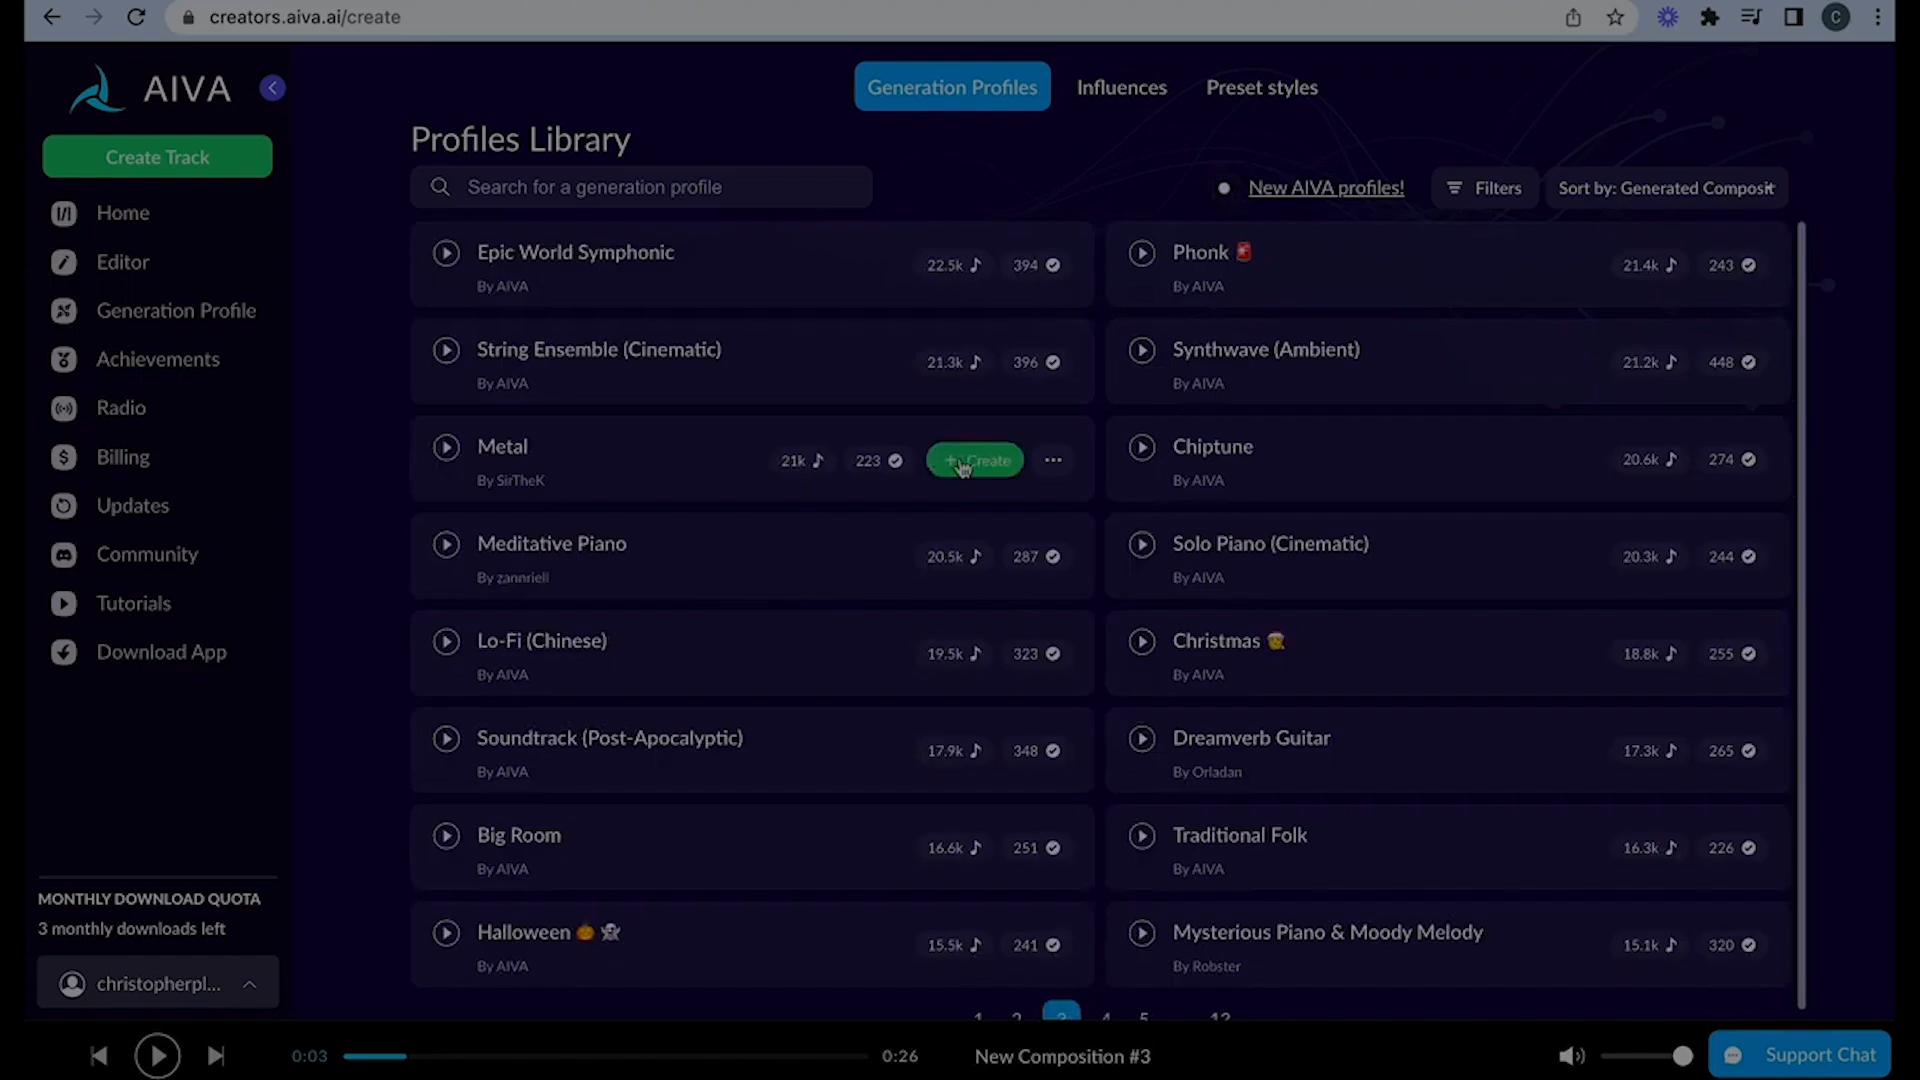 creators.aiva.ai/create
C
AIVA
Create Track
Home
Editor
Generation Profile
Achievements
Radio
Billing
Updates
Community
Tutorials
Download App
MONTHLY DOWNLOAD QUOTA
3 monthly downloads left
christopherpl...
Generation Profiles
Influences
Preset styles
Profiles Library
Search for a generation profile
New AIVA profiles!
Filters
Sort by: Generated Composit
Epic World Symphonic
By AIVA
22.5k
394
Phonk
By AIVA
21.4k
243
String Ensemble (Cinematic)
By AIVA
21.3k
396
Synthwave (Ambient)
By AIVA
21.2k
448
Metal
By SirTheK
21k
223
+ Create
Chiptune
By AIVA
20.6k
274
Meditative Piano
By zannriell
20.5k
287
Solo Piano (Cinematic)
By AIVA
20.3k
244
Lo-Fi (Chinese)
By AIVA
19.5k
323
Christmas
By AIVA
18.8k
255
Soundtrack (Post-Apocalyptic)
By AIVA
17.9k
348
Dreamverb Guitar
By Orladan
17.3k
265
Big Room
By AIVA
16.6k
251
Traditional Folk
By AIVA
16.3k
226
Halloween
By AIVA
15.5k
241
Mysterious Piano & Moody Melody
By Robster
15.1k
320
1 2 3 4 5 ... 12
0:03
0:26
New Composition #3
Support Chat